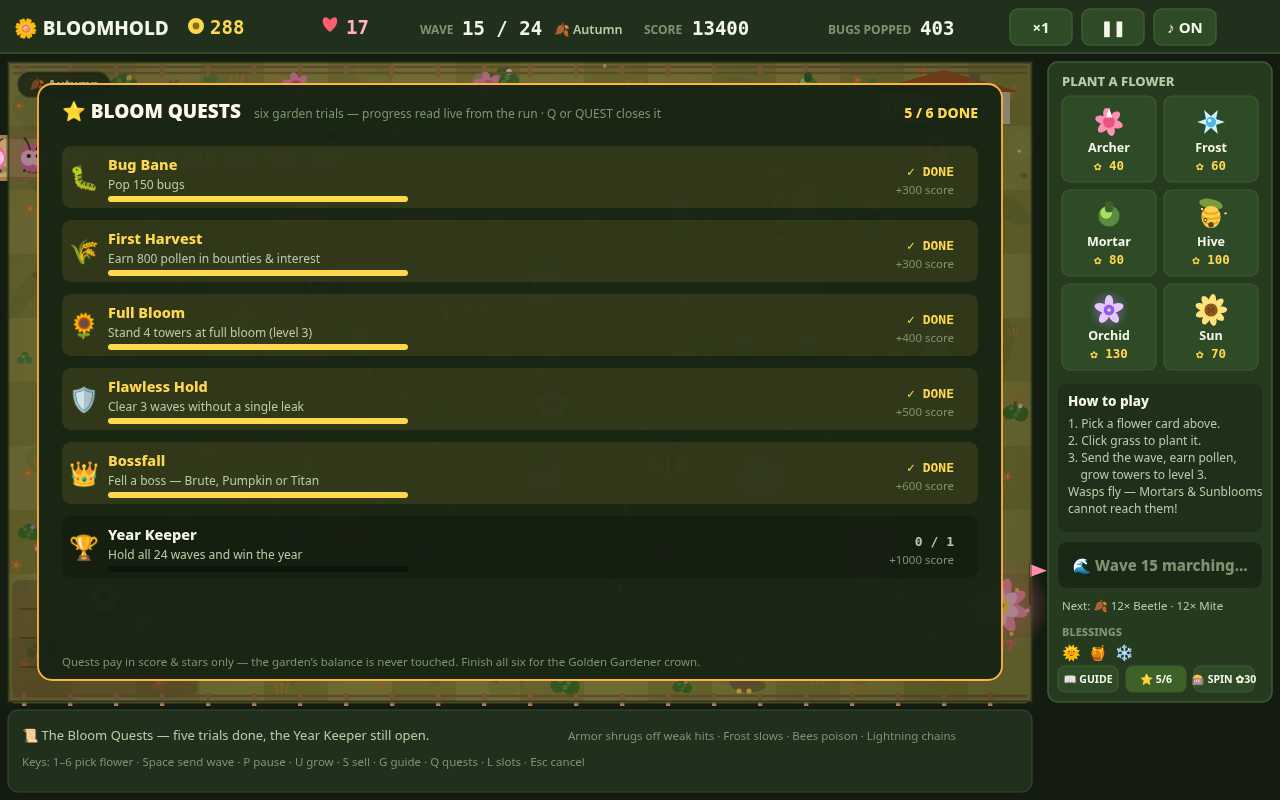 🌼 BLOOMHOLD 288 17 WAVE 15 / 24 🍂 Autumn SCORE 13400 BUGS POPPED 403 ×1 ❚❚ ♪ ON
🍂 Autumn
⭐ BLOOM QUESTS six garden trials — progress read live from the run · Q or QUEST closes it 5 / 6 DONE
Bug Bane
Pop 150 bugs
✓ DONE
+300 score
First Harvest
Earn 800 pollen in bounties & interest
✓ DONE
+300 score
Full Bloom
Stand 4 towers at full bloom (level 3)
✓ DONE
+400 score
Flawless Hold
Clear 3 waves without a single leak
✓ DONE
+500 score
Bossfall
Fell a boss — Brute, Pumpkin or Titan
✓ DONE
+600 score
Year Keeper
Hold all 24 waves and win the year
0 / 1
+1000 score
Quests pay in score & stars only — the garden's balance is never touched. Finish all six for the Golden Gardener crown.
PLANT A FLOWER
Archer
✿ 40
Frost
✿ 60
Mortar
✿ 80
Hive
✿ 100
Orchid
✿ 130
Sun
✿ 70
How to play
1. Pick a flower card above.
2. Click grass to plant it.
3. Send the wave, earn pollen,
grow towers to level 3.
Wasps fly — Mortars & Sunblooms
cannot reach them!
🌊 Wave 15 marching…
Next: 🍂 12× Beetle · 12× Mite
BLESSINGS
🌞 🍯 ❄️
📖 GUIDE ⭐ 5/6 🎰 SPIN ✿30
📜 The Bloom Quests — five trials done, the Year Keeper still open.
Armor shrugs off weak hits · Frost slows · Bees poison · Lightning chains
Keys: 1–6 pick flower · Space send wave · P pause · U grow · S sell · G guide · Q quests · L slots · Esc cancel